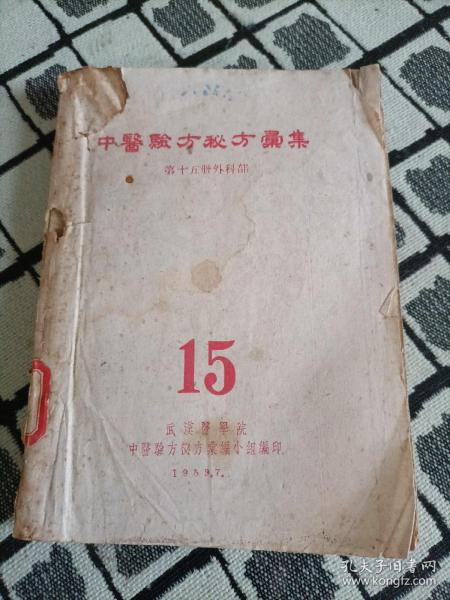 中醫驗方秘方彙集
第十五册外科部
15
武漢醫學院
中醫驗方秘方彙編小組編印
1959.7.
孔夫子旧书网
www.kongfz.com